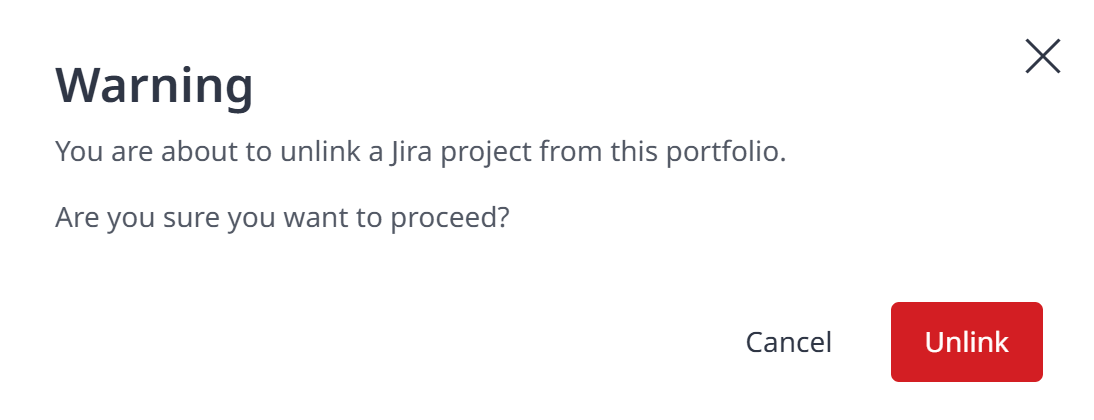 Warning
You are about to unlink a Jira project from this portfolio.
Are you sure you want to proceed?
Cancel
Unlink